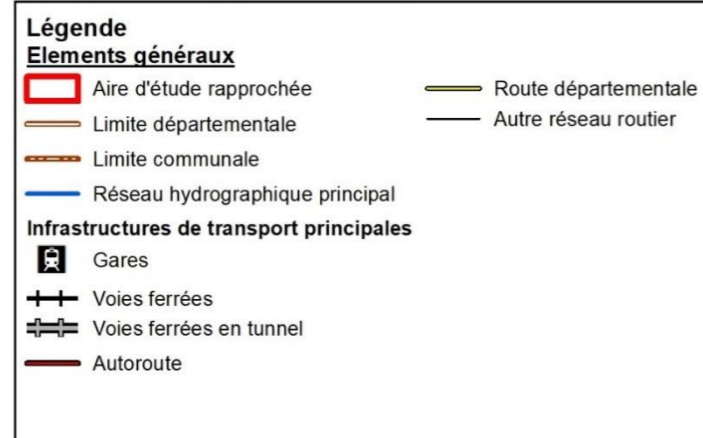 Légende
Elements généraux
Aire d'étude rapprochée
Limite départementale
Limite communale
Réseau hydrographique principal
Infrastructures de transport principales
Gares
Voies ferrées
Voies ferrées en tunnel
Autoroute
Route départementale
Autre réseau routier